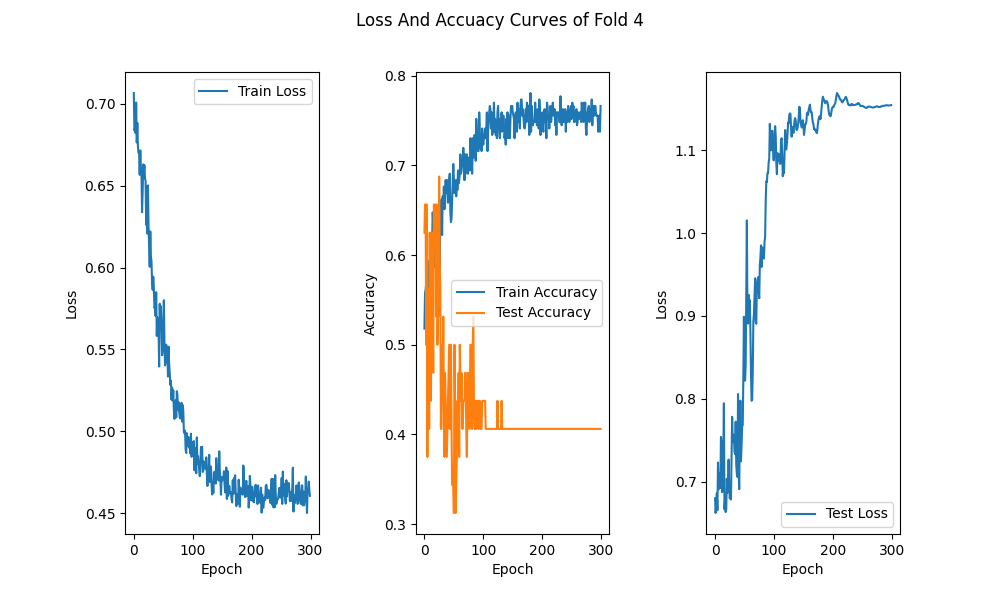 Loss And Accuacy Curves of Fold 4
Loss
0.70
0.65
0.60
0.55
0.50
0.45
0 100 200 300
Epoch
Train Loss
Accuracy
0.8
0.7
0.6
0.5
0.4
0.3
0 100 200 300
Epoch
Train Accuracy
Test Accuracy
Loss
1.1
1.0
0.9
0.8
0.7
0 100 200 300
Epoch
Test Loss